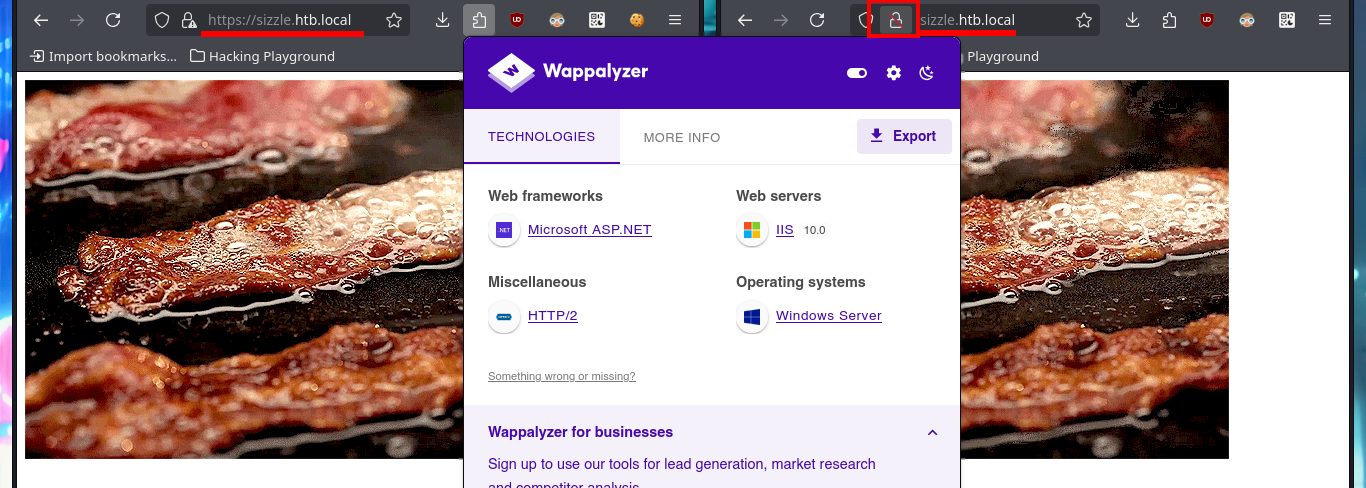 https://sizzle.htb.local
sizzle.htb.local
Import bookmarks... Hacking Playground
Playground
Wappalyzer
TECHNOLOGIES MORE INFO Export
Web frameworks Web servers
Microsoft ASP.NET IIS 10.0
Miscellaneous Operating systems
HTTP/2 Windows Server
Something wrong or missing?
Wappalyzer for businesses
Sign up to use our tools for lead generation, market research
and competitor analysis.